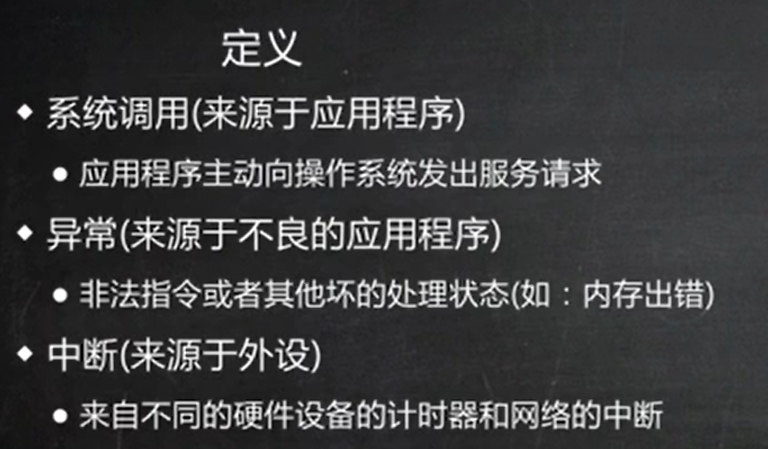 定义
◆ 系统调用(来源于应用程序)
● 应用程序主动向操作系统发出服务请求
◆ 异常(来源于不良的应用程序)
● 非法指令或者其他坏的处理状态(如：内存出错)
◆ 中断(来源于外设)
● 来自不同的硬件设备的计时器和网络的中断